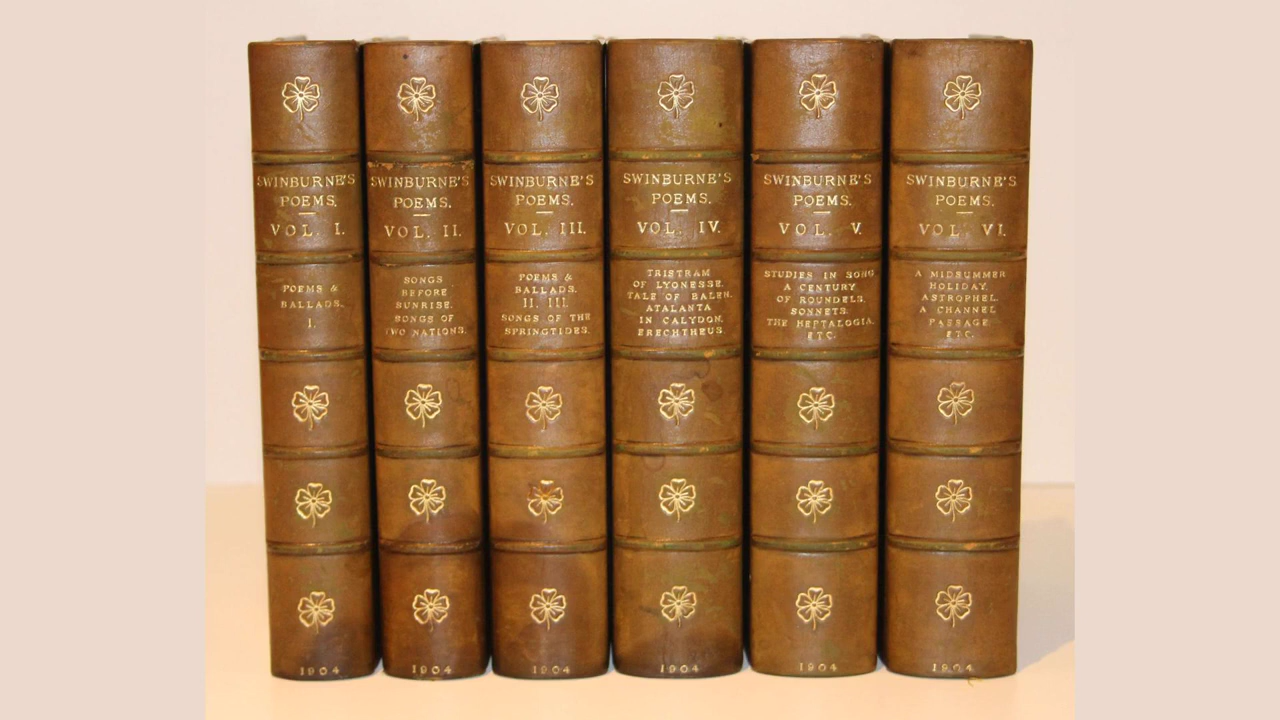 SWINBURNE'S
POEMS.
VOL. I.
POEMS &
BALLADS.
I.
1904
SWINBURNE'S
POEMS.
VOL. II.
SONGS
BEFORE
SUNRISE.
SONGS OF
TWO NATIONS.
1904
SWINBURNE'S
POEMS.
VOL. III.
POEMS &
BALLADS.
II. III.
SONGS OF THE
SPRINGTIDES.
1904
SWINBURNE'S
POEMS.
VOL. IV.
TRISTRAM
OF LYONESSE.
TALE OF BALEN.
ATALANTA
IN CALYDON.
ERECHTHEUS.
1904
SWINBURNE'S
POEMS.
VOL. V.
STUDIES IN SONG
A CENTURY
OF ROUNDELS.
SONNETS.
THE HEPTALOGIA.
ETC.
1904
SWINBURNE'S
POEMS.
VOL. VI.
A MIDSUMMER
HOLIDAY.
ASTROPHEL.
A CHANNEL
PASSAGE.
ETC.
1904